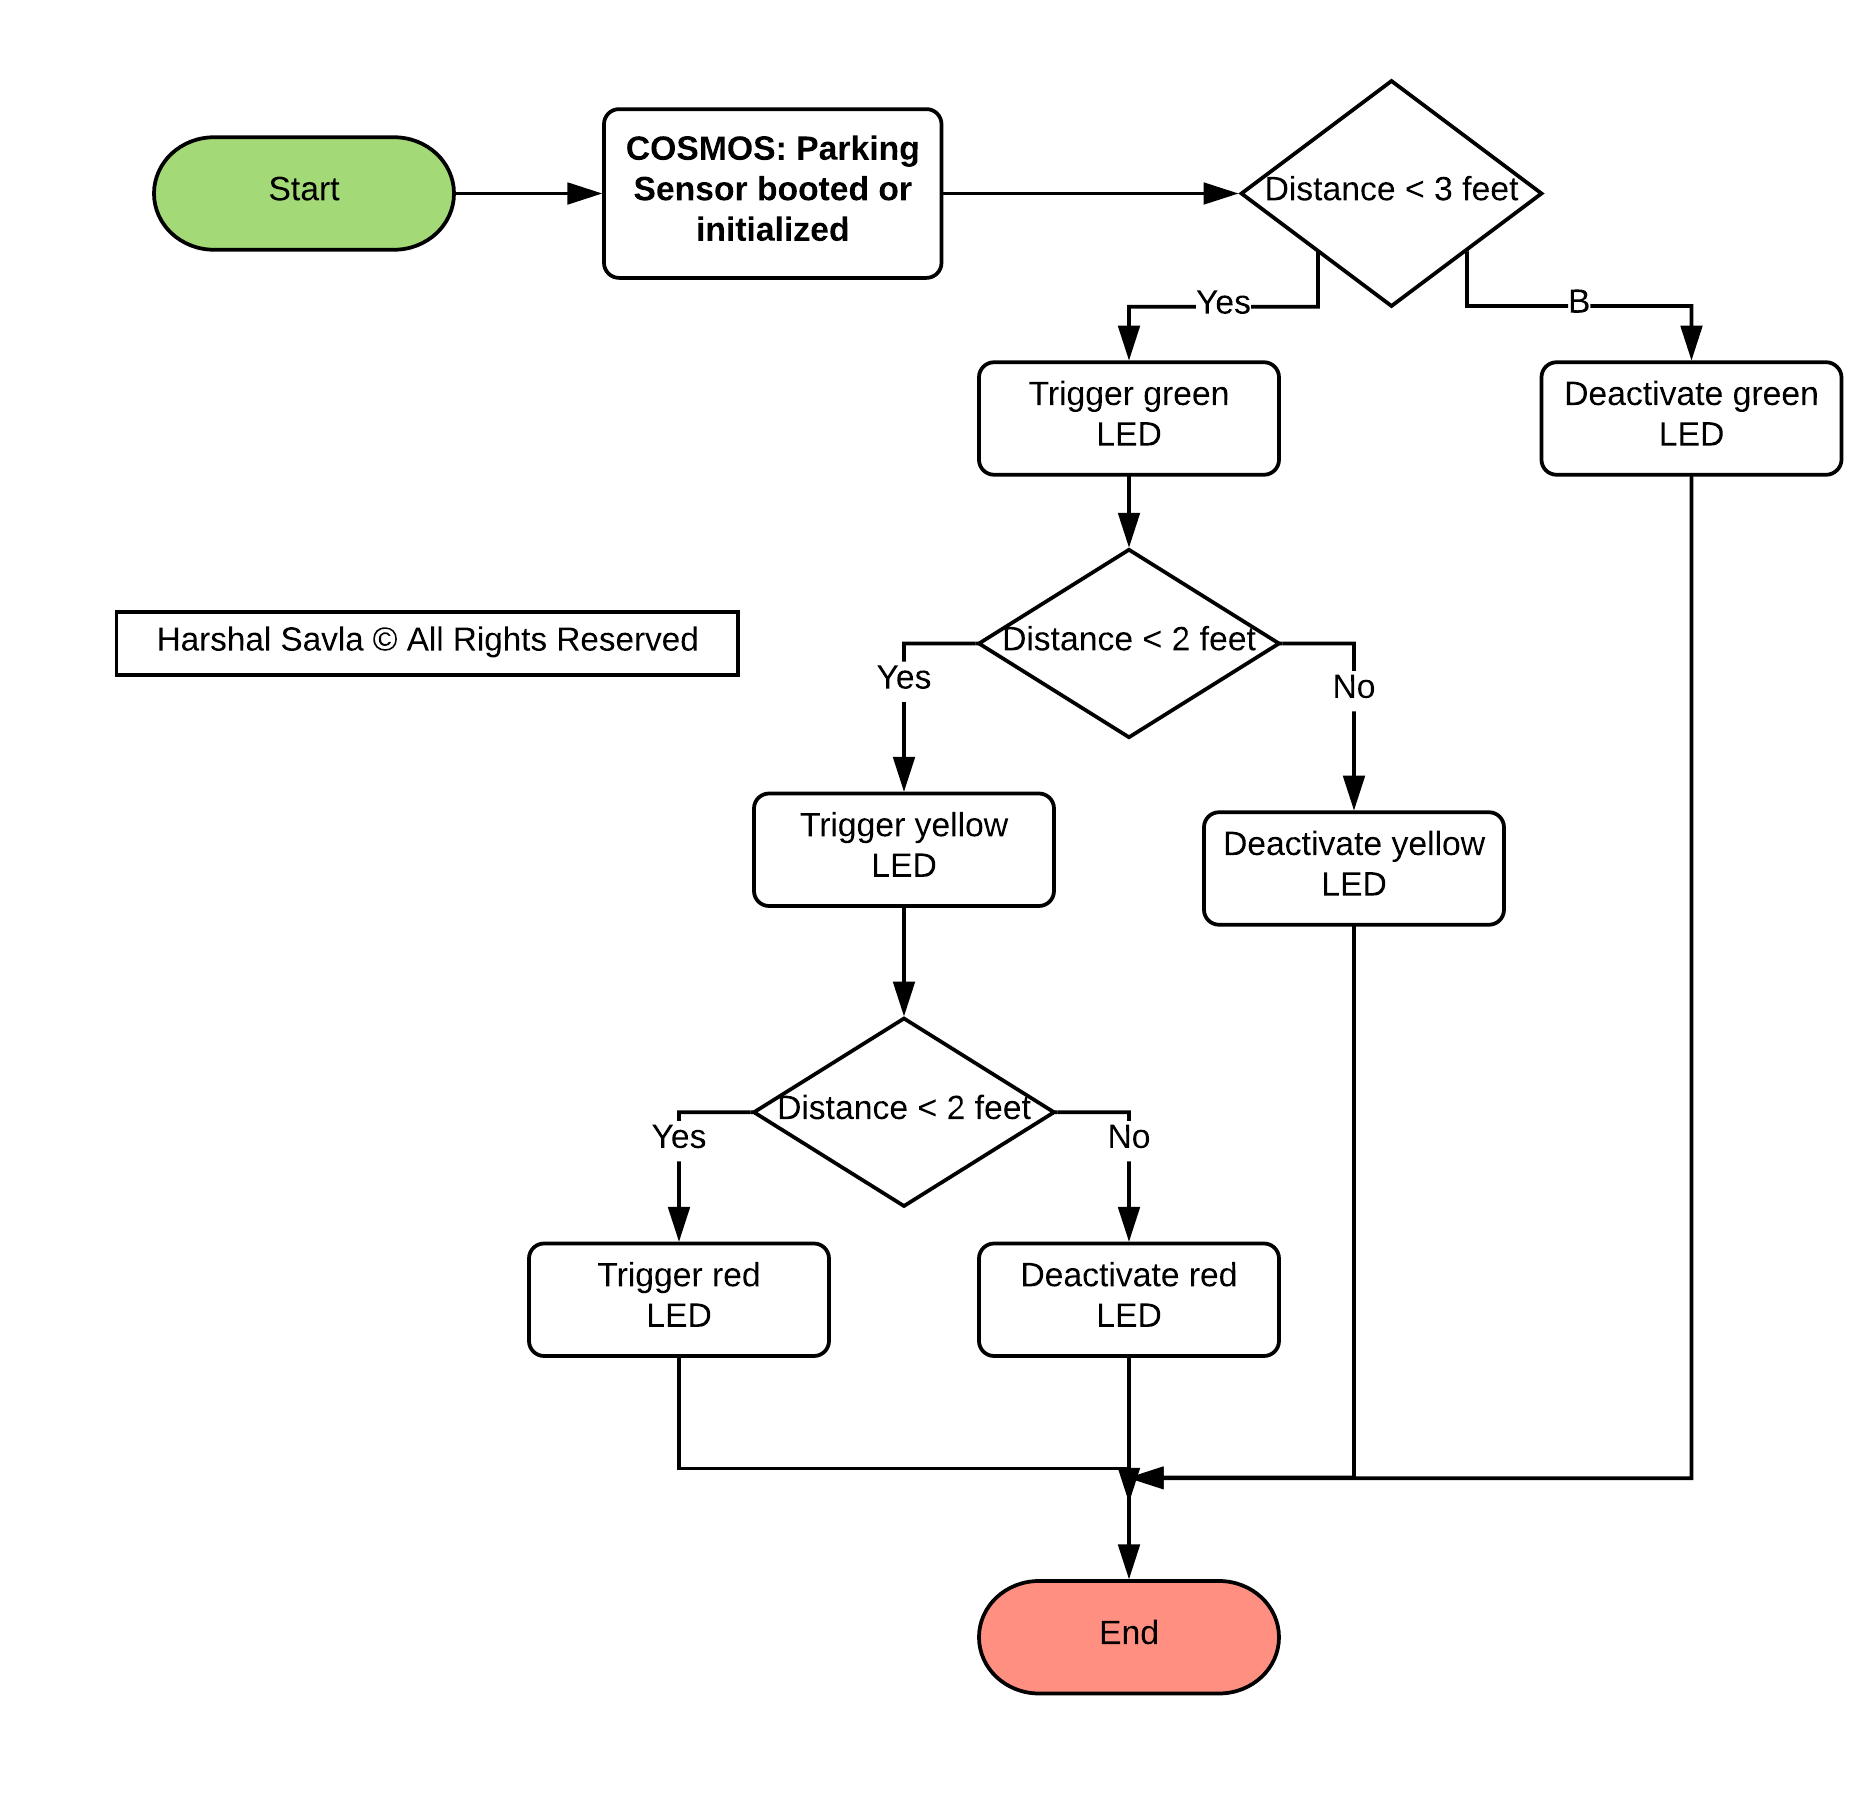 Start
COSMOS: Parking
Sensor booted or
initialized
Distance < 3 feet
Yes
B
Trigger green
LED
Deactivate green
LED
Harshal Savla © All Rights Reserved
Distance < 2 feet
Yes
No
Trigger yellow
LED
Deactivate yellow
LED
Distance < 2 feet
Yes
No
Trigger red
LED
Deactivate red
LED
End